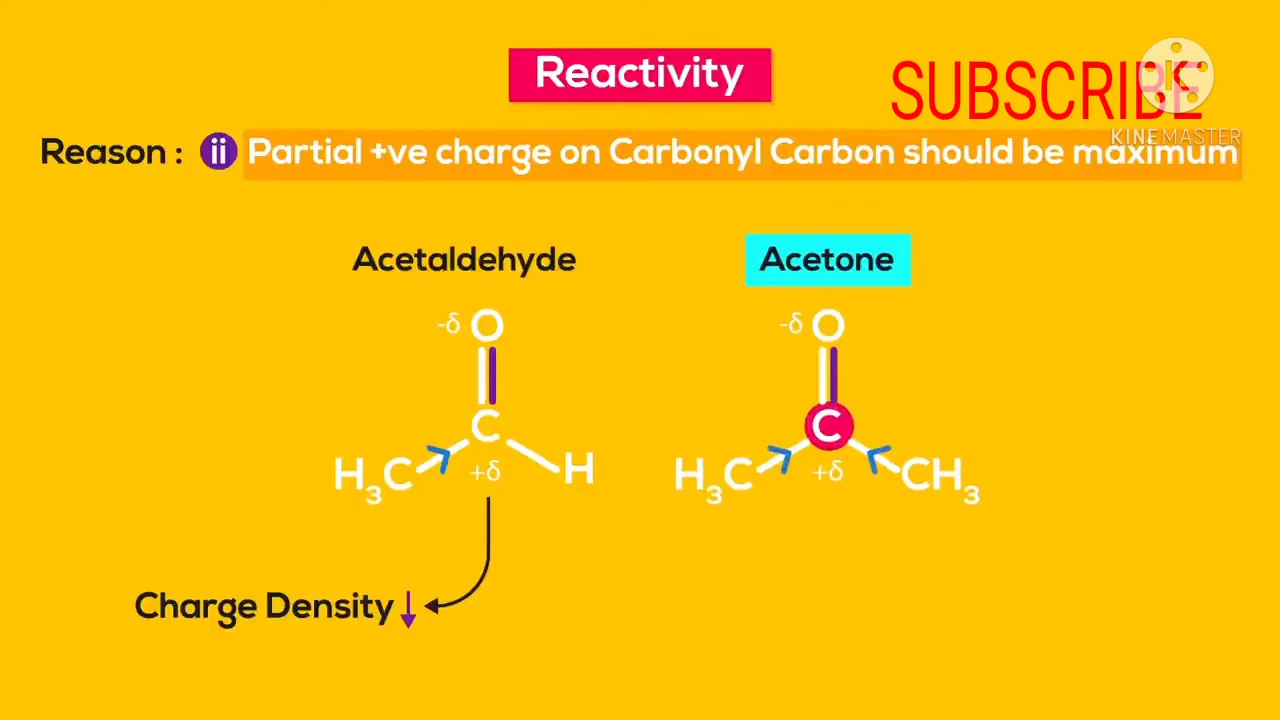 Reactivity
SUBSCRIBE
K
KINEMASTER
Reason : ii Partial +ve charge on Carbonyl Carbon should be maximum
Acetaldehyde
Acetone
-δ O
-δ O
C
C
H₃C +δ H
H₃C +δ CH₃
Charge Density ↓